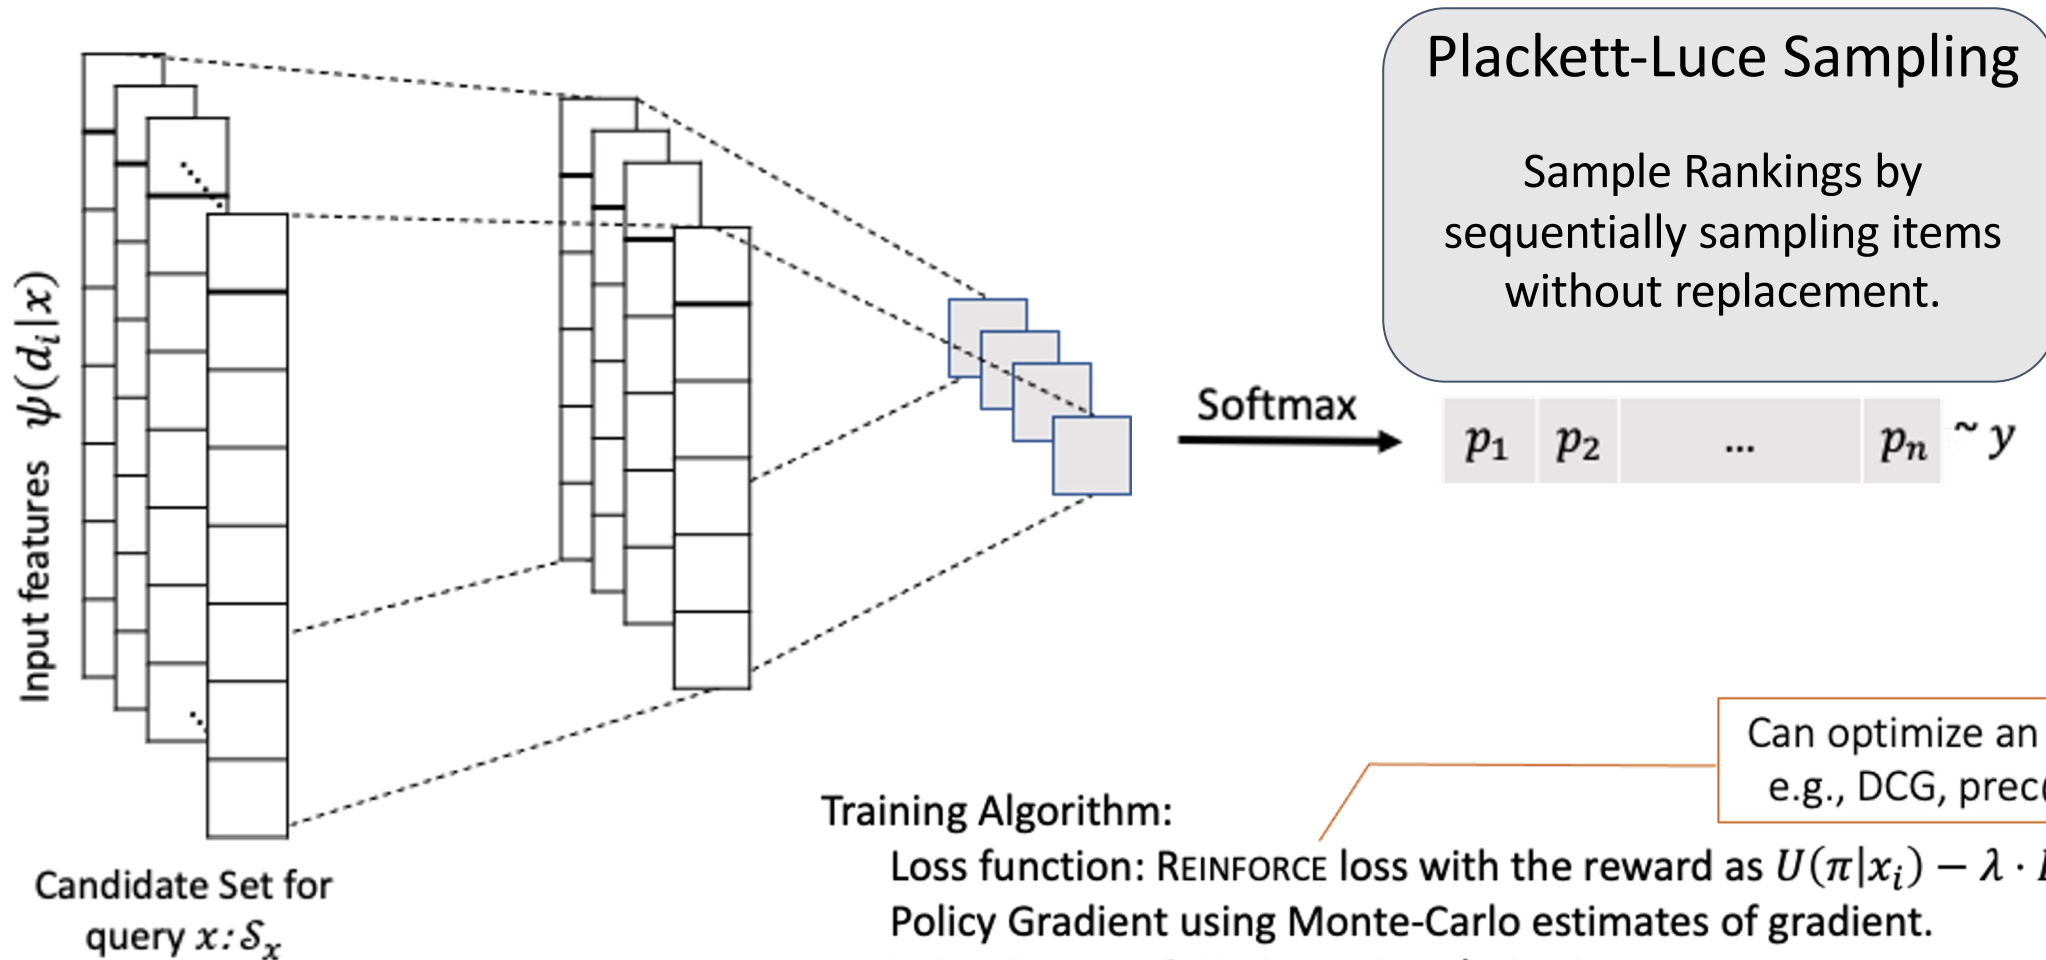 Plackett-Luce Sampling
Sample Rankings by
sequentially sampling items
without replacement.
Input features ψ(dᵢ|x)
Softmax
p₁ p₂ ... pₙ ~ y
Can optimize an
e.g., DCG,
Training Algorithm:
Loss function: REINFORCE loss with the reward as U(π|xᵢ) − λ ·
Policy Gradient using Monte-Carlo estimates of gradient.
Candidate Set for
query x: 𝒮ₓ